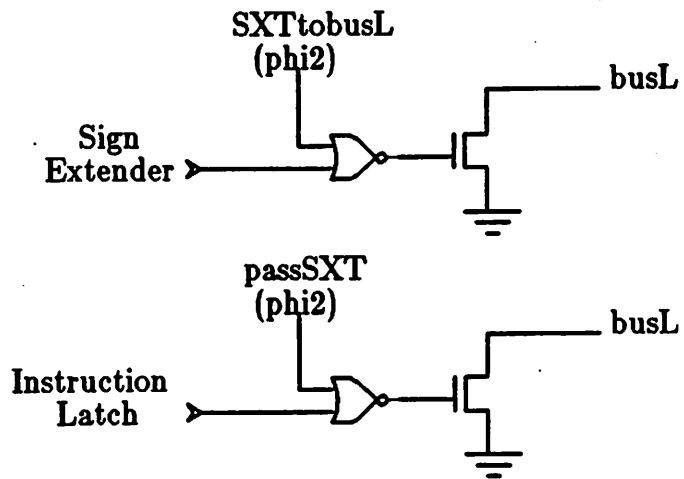 SXTtobusL
(phi2)
busL
Sign
Extender
passSXT
(phi2)
busL
Instruction
Latch